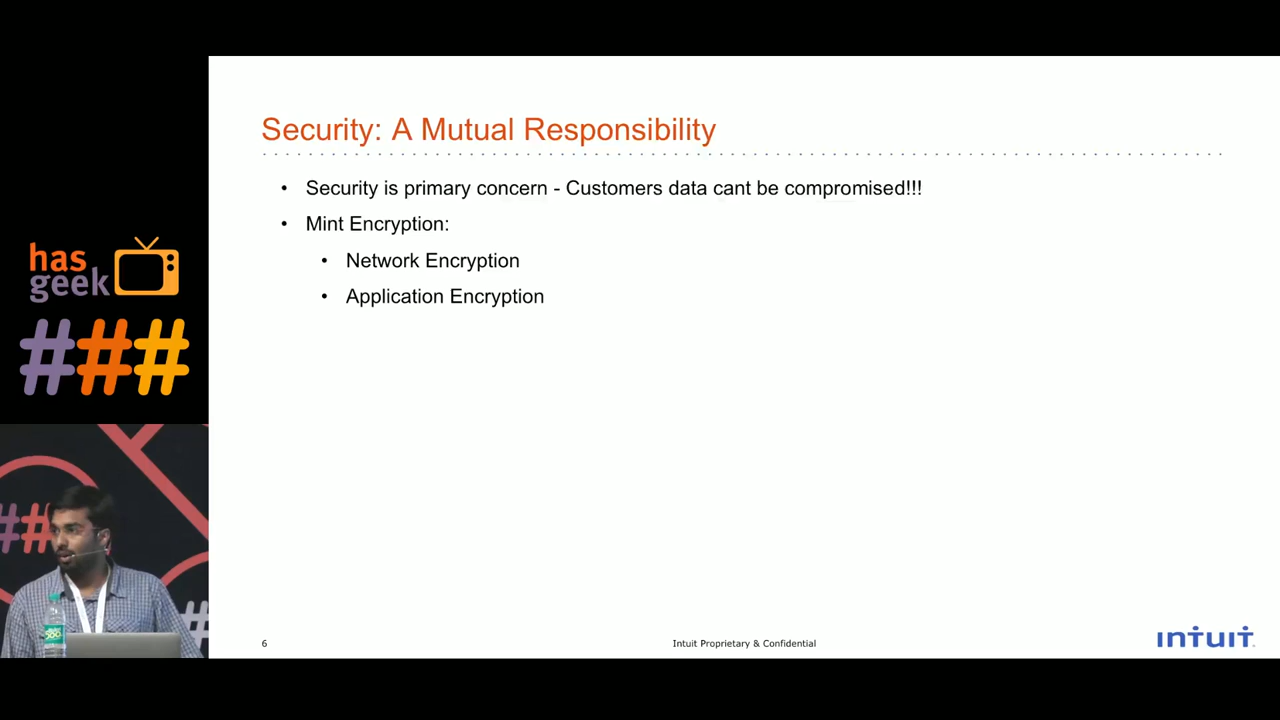 Security: A Mutual Responsibility
• Security is primary concern - Customers data cant be compromised!!!
• Mint Encryption:
• Network Encryption
• Application Encryption
has
geek
###
##
##
6
Intuit Proprietary & Confidential
intuit